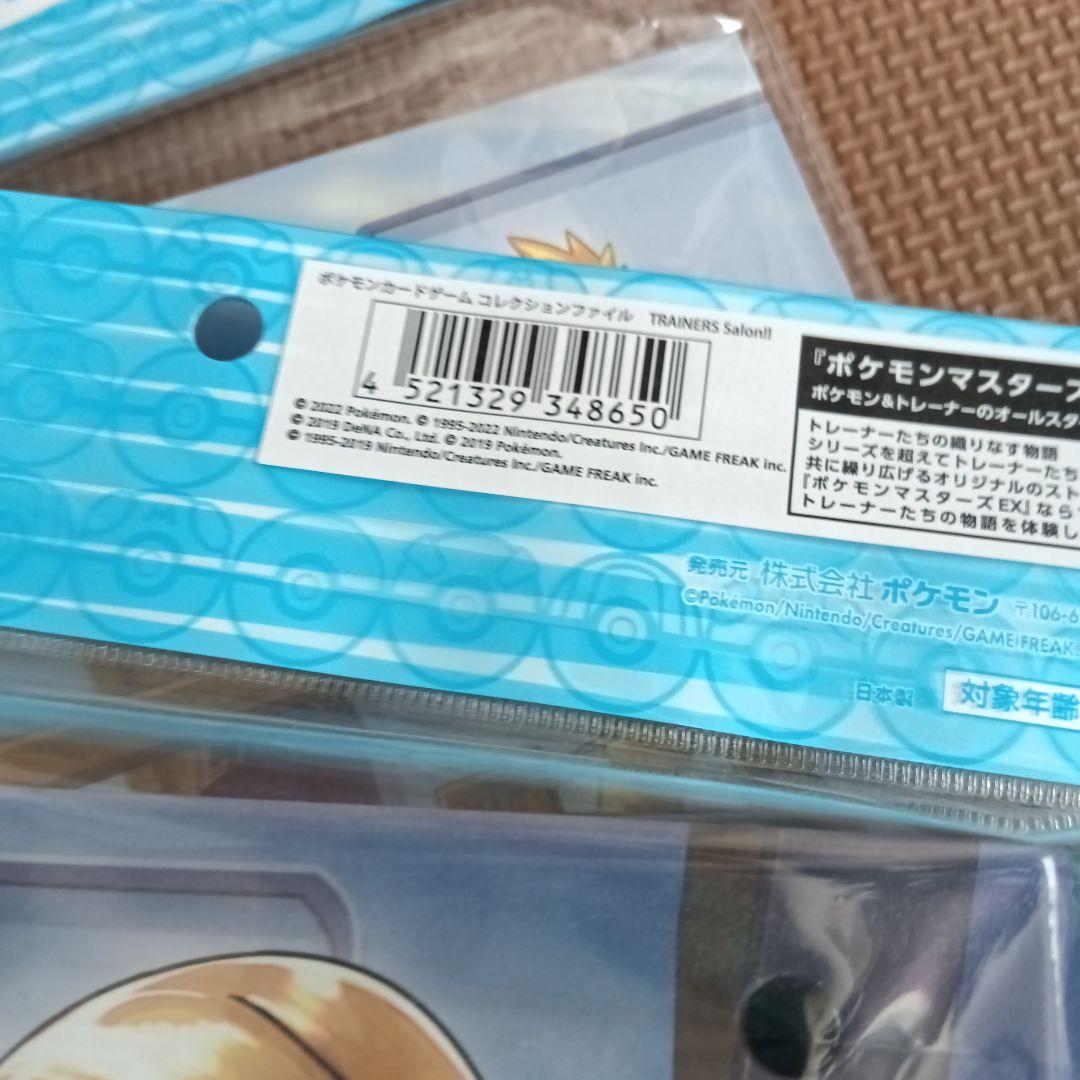 ポケモンカードゲーム コレクションファイル TRAINERS Salon!!
4 521329 348650
© 2022 Pokémon. © 1995-2022 Nintendo/Creatures Inc./GAME FREAK inc.
© 2019 DeNA Co., Ltd. © 2019 Pokémon.
© 1995-2019 Nintendo/Creatures Inc./GAME FREAK inc.
『ポケモンマスターズ
ポケモン&トレーナーのオールスタ
トレーナーたちの織りなす物語
シリーズを超えてトレーナーたち
共に繰り広げるオリジナルのスト
『ポケモンマスターズ EX』なら
トレーナーたちの物語を体験し
発売元 株式会社 ポケモン 〒106-6
©Pokémon/Nintendo/Creatures/GAME FREAK
日本製 対象年齢